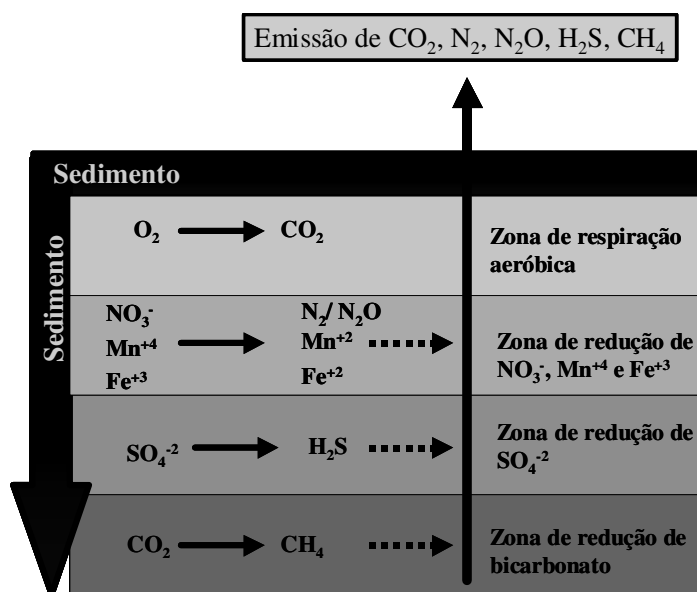 Emissão de CO₂, N₂, N₂O, H₂S, CH₄
Sedimento
Sedimento
O₂ CO₂
Zona de respiração
aeróbica
NO₃⁻ N₂/ N₂O
Mn⁺⁴ Mn⁺²
Fe⁺³ Fe⁺²
Zona de redução de
NO₃⁻, Mn⁺⁴ e Fe⁺³
SO₄⁻² H₂S
Zona de redução de
SO₄⁻²
CO₂ CH₄
Zona de redução de
bicarbonato